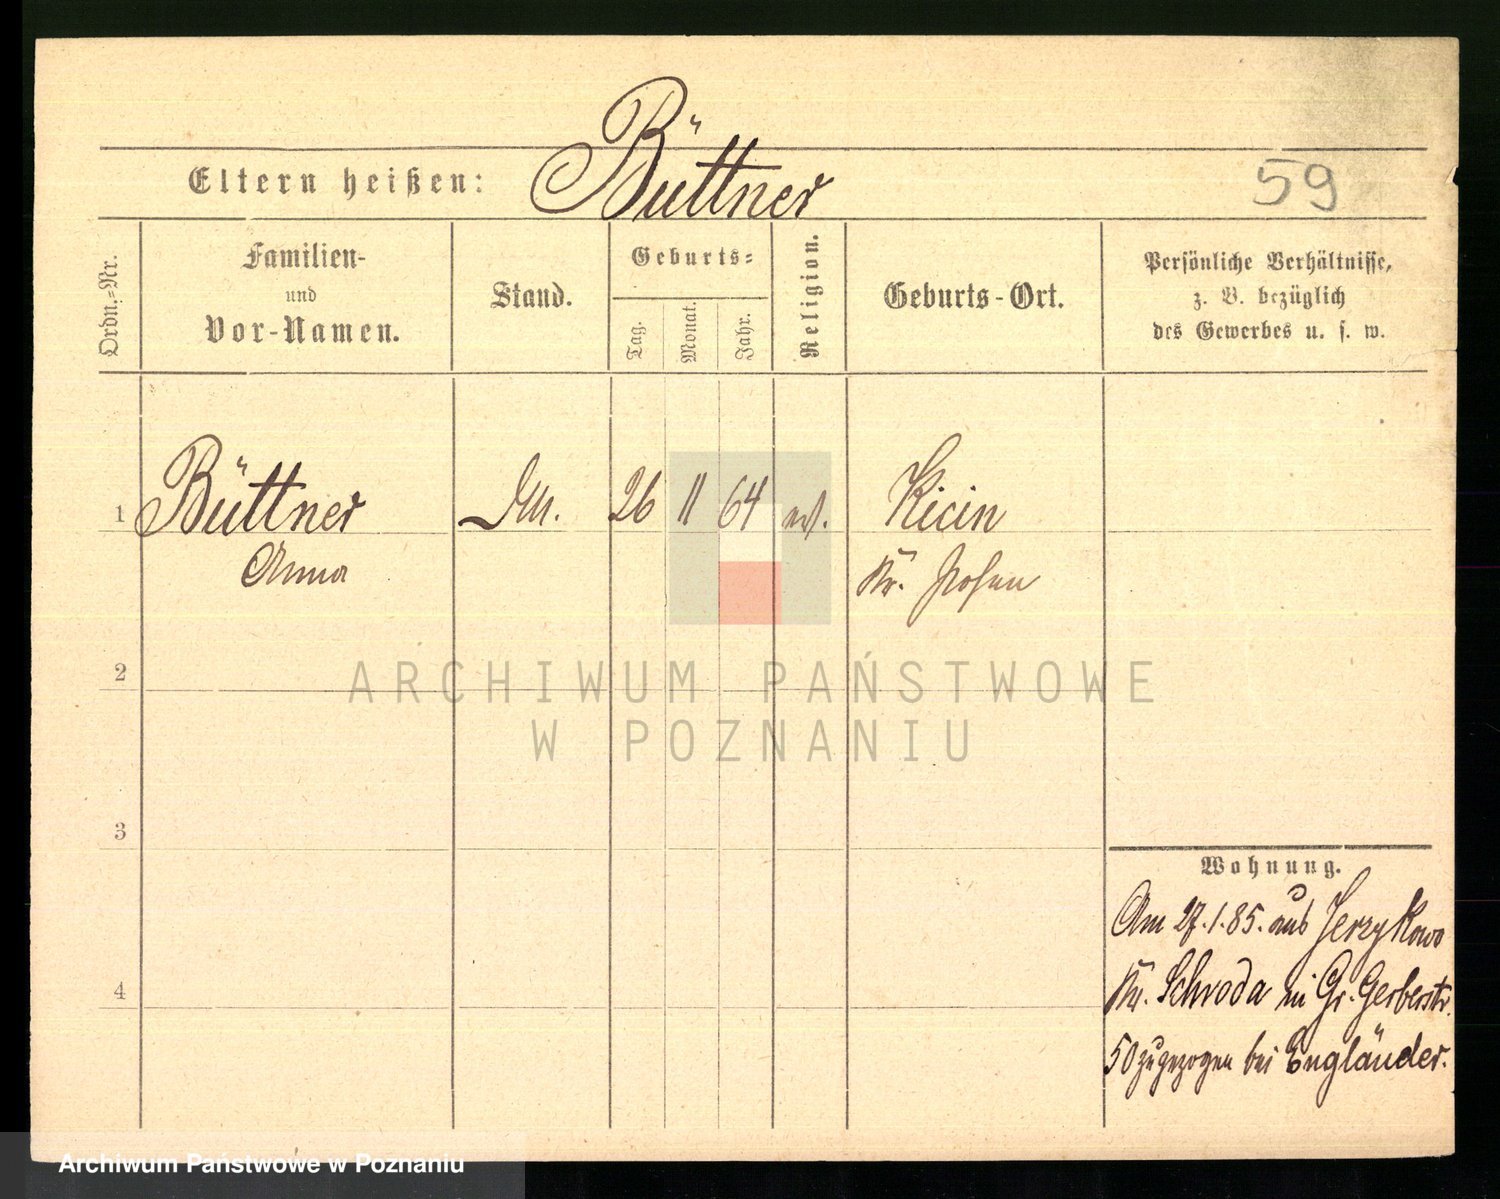 Büttner
Eltern heißen:
59
Ordn.=Nr.
Familien-
und
Vor-Namen.
Stand.
Geburts=
Tag.
Monat.
Jahr.
Religion.
Geburts-Ort.
Persönliche Verhältnisse,
z. B. bezüglich
des Gewerbes u. s. w.
1 Büttner 26 11 64 ev. Kicin
Anna Kr. Posen
ARCHIWUM PAŃSTWOWE
W POZNANIU
2
3
4
Wohnung.
Am 27.1.85. aus Jerzykowo
Kr. Schroda in Gr. Gerberstr.
50 zugezogen bei Engländer.
Archiwum Państwowe w Poznaniu